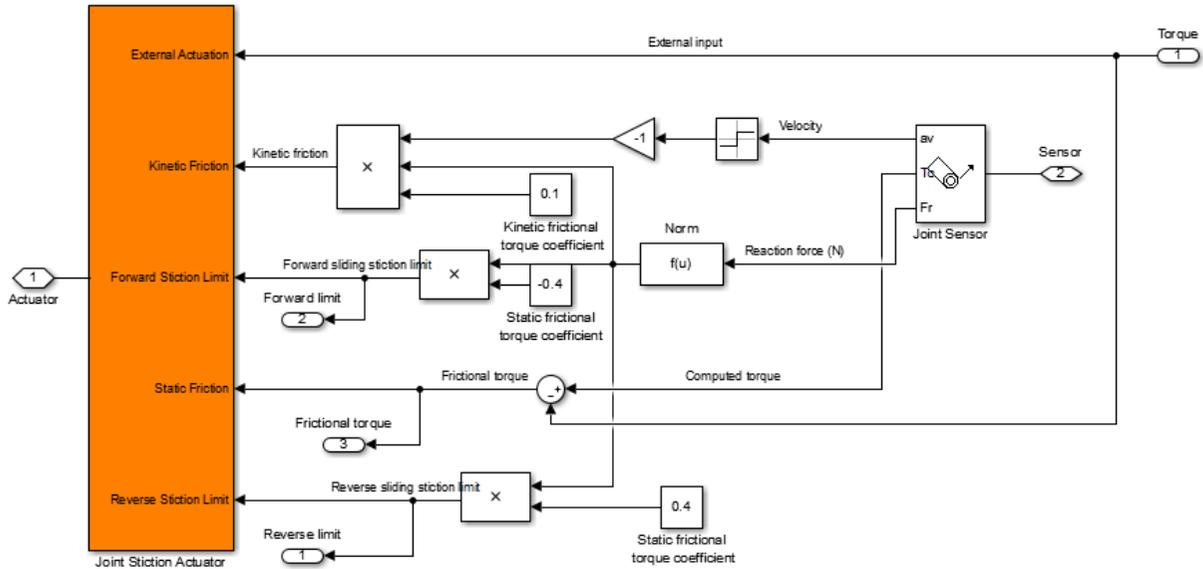 Torque
1
External input
External Actuation
Velocity
-1
av
Sensor
2
Kinetic friction
Kinetic Friction
×
Tc
0.1
Fr
Joint Sensor
Kinetic frictional
torque coefficient
Norm
f(u)
Reaction force (N)
Forward sliding stiction limit
×
-0.4
1
Actuator
Forward Stiction Limit
Forward limit
2
Static frictional
torque coefficient
Computed torque
Frictional torque
Static Friction
+
-
Frictional torque
3
Reverse sliding stiction limit
×
Reverse Stiction Limit
0.4
Reverse limit
1
Static frictional
torque coefficient
Joint Stiction Actuator